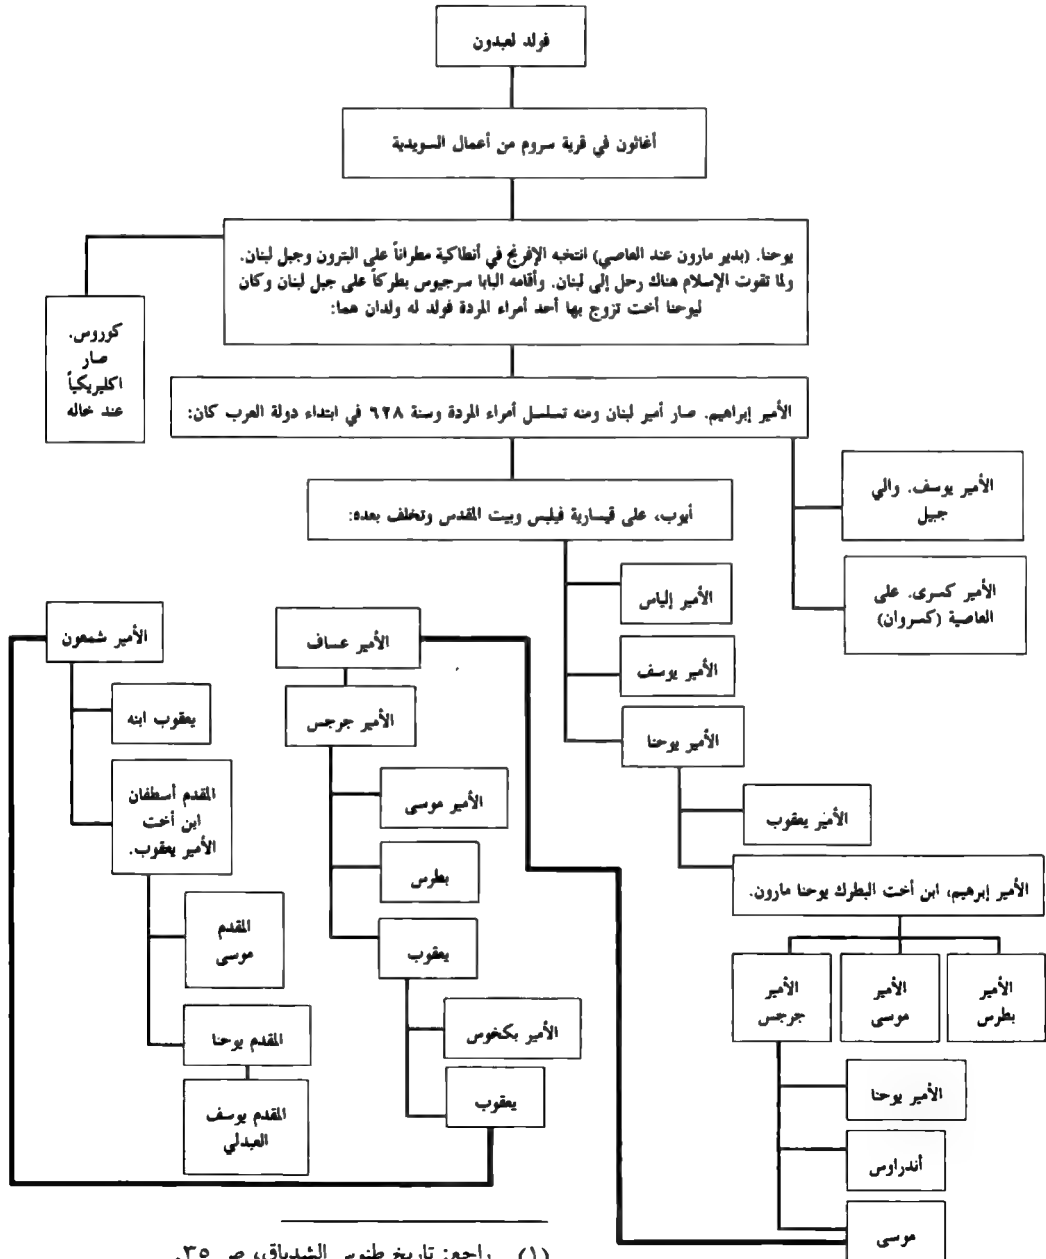 فولد لعبدون
أغاثون في قرية سروم من أعمال السويدية
يوحنا. (بدير مارون عند العاصي) انتخبه الإفرنج في أنطاكية مطراناً على البترون وجبل لبنان.
ولما تقوت الإسلام هناك رحل إلى لبنان. وأقامه البابا سرجيوس بطركاً على جبل لبنان وكان
ليوحنا أخت تزوج بها أحد أمراء المردة فولد له ولدان هما:
كوروس.
صار
اكليريكياً
عند خاله
الأمير إبراهيم. صار أمير لبنان ومنه تسلسل أمراء المردة وسنة ٦٢٨ في ابتداء دولة العرب كان:
الأمير يوسف. والي
جبيل
الأمير كسرى. على
العاصية (كسروان)
أيوب، على قيسارية فيلبس وبيت المقدس وتخلف بعده:
الأمير إلياس
الأمير يوسف
الأمير يوحنا
الأمير يعقوب
الأمير إبرهيم، ابن أخت البطرك يوحنا مارون.
الأمير
بطرس
الأمير
موسى
الأمير
جرجس
الأمير يوحنا
أندراوس
موسى
الأمير عساف
الأمير جرجس
الأمير موسى
بطرس
يعقوب
الأمير بكخوس
يعقوب
الأمير شمعون
يعقوب ابنه
المقدم أسطفان
ابن أخت
الأمير يعقوب.
المقدم
موسى
المقدم يوحنا
المقدم يوسف
العبدلي
(١) راجع: تاريخ طنوس الشدياق، ص ٣٥.